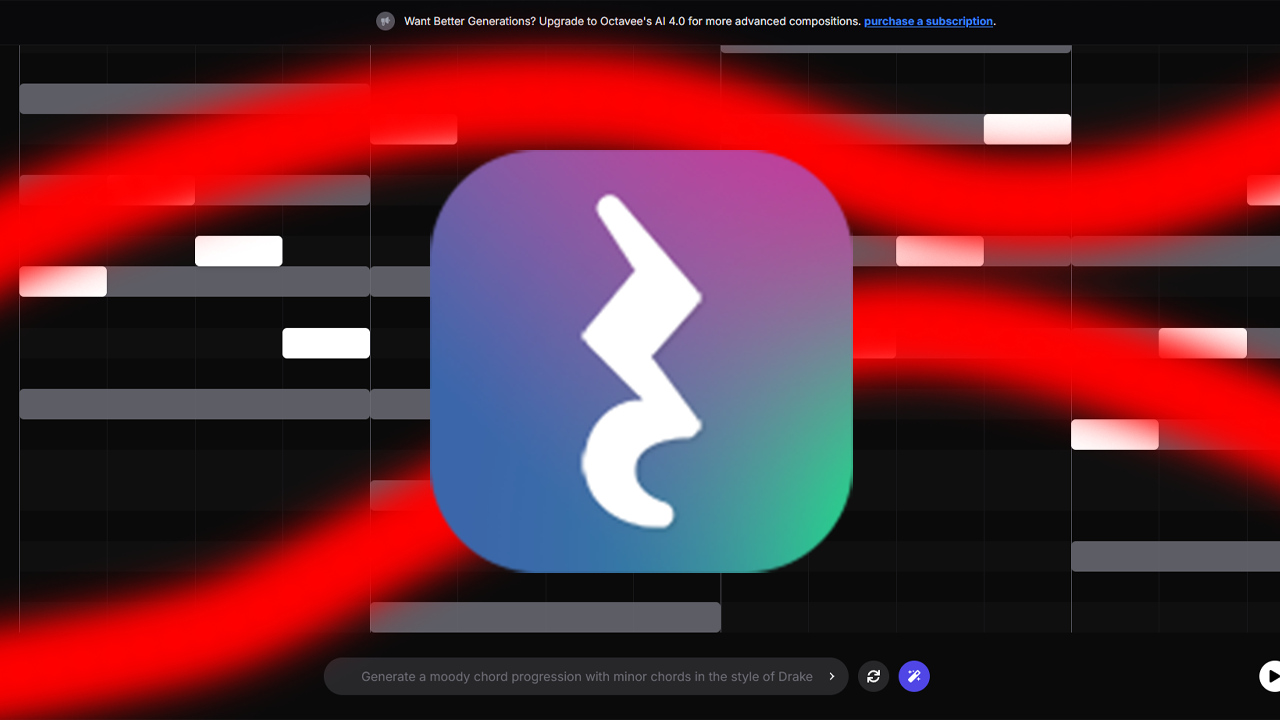 Want Better Generations? Upgrade to Octavee's AI 4.0 for more advanced compositions. purchase a subscription.
Generate a moody chord progression with minor chords in the style of Drake